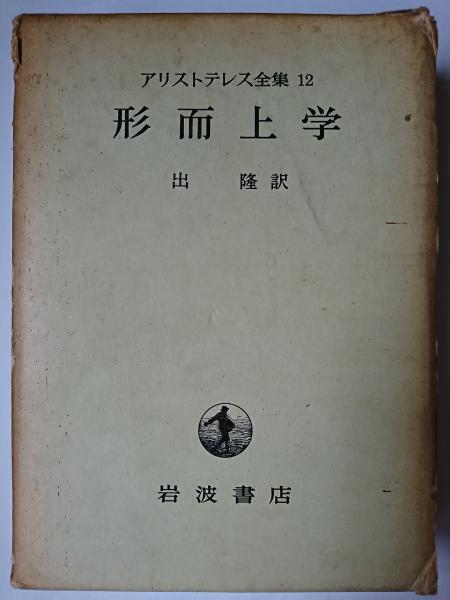 アリストテレス全集 12
形而上学
出 隆 訳
岩波書店